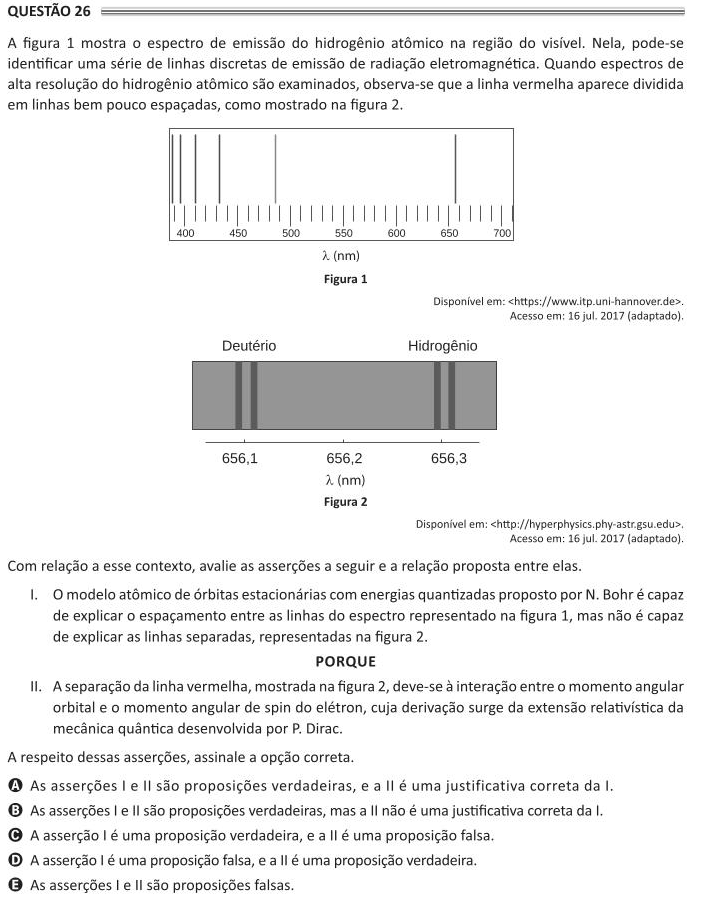 QUESTÃO 26
A figura 1 mostra o espectro de emissão do hidrogênio atômico na região do visível. Nela, pode-se
identificar uma série de linhas discretas de emissão de radiação eletromagnética. Quando espectros de
alta resolução do hidrogênio atômico são examinados, observa-se que a linha vermelha aparece dividida
em linhas bem pouco espaçadas, como mostrado na figura 2.
400 450 500 550 600 650 700
λ (nm)
Figura 1
Disponível em: <https://www.itp.uni-hannover.de>.
Acesso em: 16 jul. 2017 (adaptado).
Deutério Hidrogênio
656,1 656,2 656,3
λ (nm)
Figura 2
Disponível em: <http://hyperphysics.phy-astr.gsu.edu>.
Acesso em: 16 jul. 2017 (adaptado).
Com relação a esse contexto, avalie as asserções a seguir e a relação proposta entre elas.
I. O modelo atômico de órbitas estacionárias com energias quantizadas proposto por N. Bohr é capaz
de explicar o espaçamento entre as linhas do espectro representado na figura 1, mas não é capaz
de explicar as linhas separadas, representadas na figura 2.
PORQUE
II. A separação da linha vermelha, mostrada na figura 2, deve-se à interação entre o momento angular
orbital e o momento angular de spin do elétron, cuja derivação surge da extensão relativística da
mecânica quântica desenvolvida por P. Dirac.
A respeito dessas asserções, assinale a opção correta.
A As asserções I e II são proposições verdadeiras, e a II é uma justificativa correta da I.
B As asserções I e II são proposições verdadeiras, mas a II não é uma justificativa correta da I.
C A asserção I é uma proposição verdadeira, e a II é uma proposição falsa.
D A asserção I é uma proposição falsa, e a II é uma proposição verdadeira.
E As asserções I e II são proposições falsas.